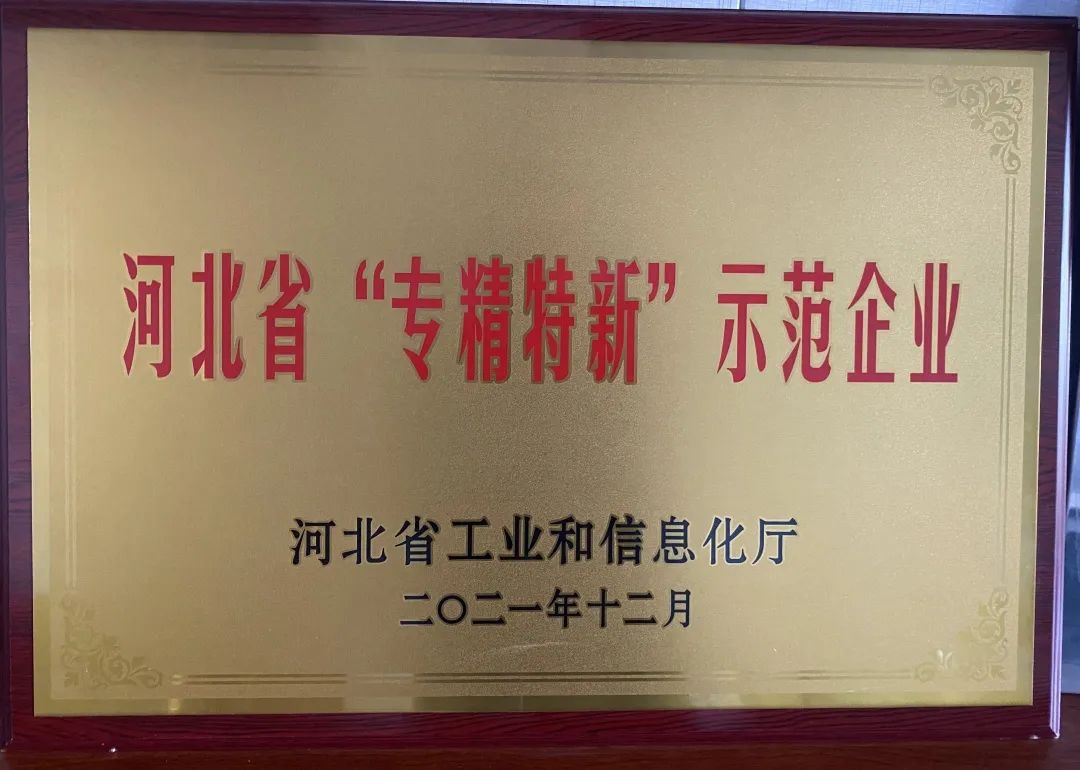 河北省“专精特新”示范企业
河北省工业和信息化厅
二〇二一年十二月